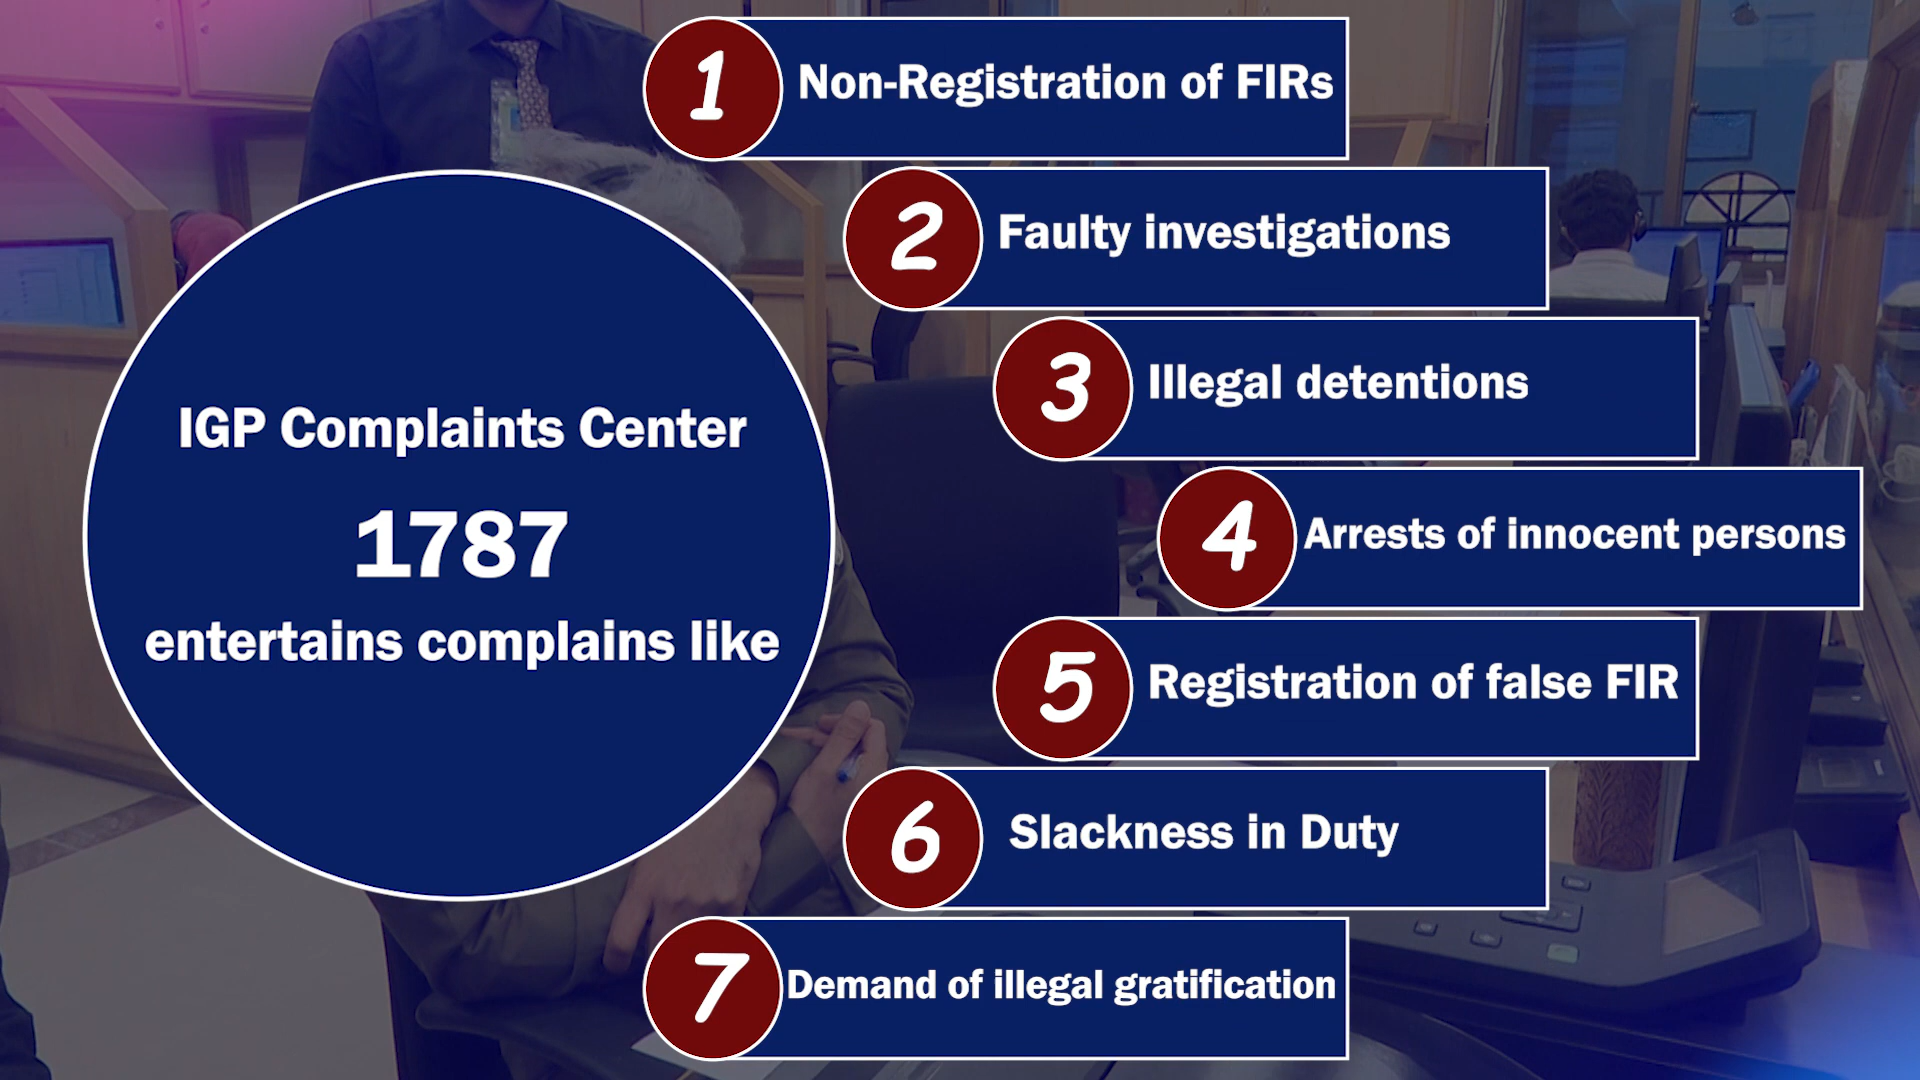 IGP Complaints Center
1787
entertains complains like
1
Non-Registration of FIRs
2
Faulty investigations
3
Illegal detentions
4
Arrests of innocent persons
5
Registration of false FIR
6
Slackness in Duty
7
Demand of illegal gratification